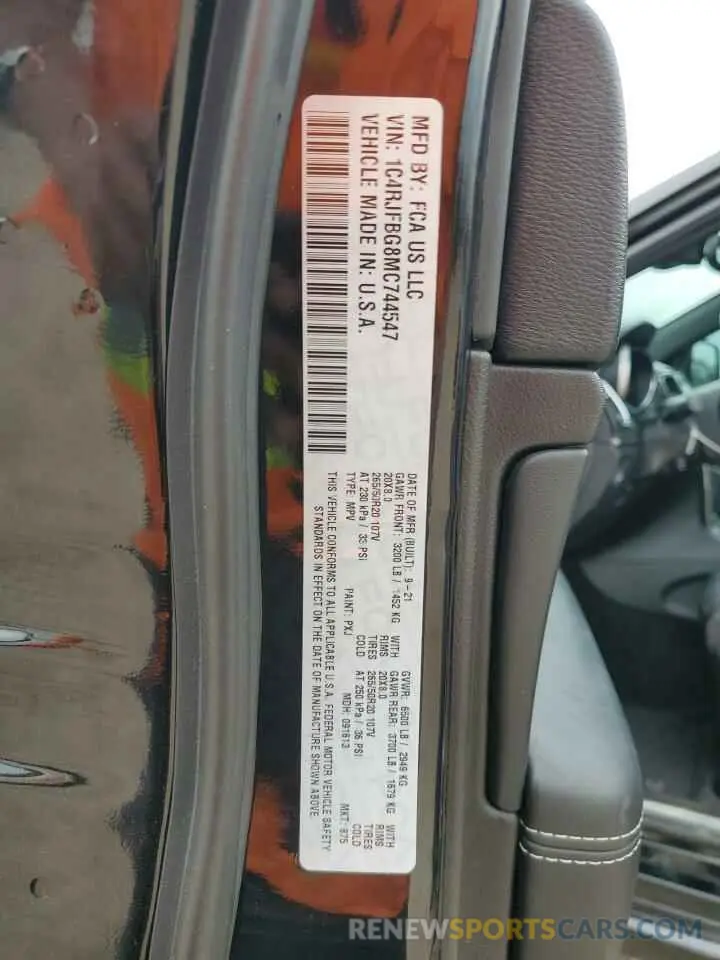 MFD BY: FCA US LLC
VIN: 1C4RJFBG8MC744547
VEHICLE MADE IN: U.S.A.
DATE OF MFR (BUILT): 9-21 GVWR: 6500 LB / 2949 KG
GAWR FRONT: 3200 LB / 1452 KG WITH GAWR REAR: 3700 LB / 1679 KG WITH
20X8.0 RIMS 20X8.0 RIMS
265/50R20 107V TIRES 265/50R20 107V TIRES
AT 230 kPa / 33 PSI COLD AT 250 kPa / 36 PSI COLD
TYPE: MPV PAINT: PXJ MDH: 091613 MKT: 875
THIS VEHICLE CONFORMS TO ALL APPLICABLE U.S.A. FEDERAL MOTOR VEHICLE SAFETY
STANDARDS IN EFFECT ON THE DATE OF MANUFACTURE SHOWN ABOVE.
RENEWSPORTSCARS.COM